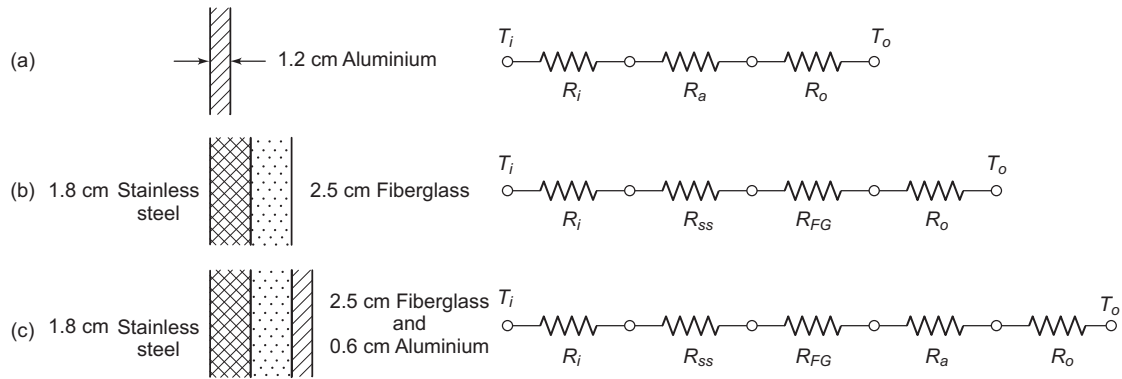 (a)
1.2 cm Aluminium
T_i
T_o
R_i
R_a
R_o
(b)
1.8 cm Stainless
steel
2.5 cm Fiberglass
T_i
T_o
R_i
R_ss
R_FG
R_o
(c)
1.8 cm Stainless
steel
2.5 cm Fiberglass
and
0.6 cm Aluminium
T_i
T_o
R_i
R_ss
R_FG
R_a
R_o